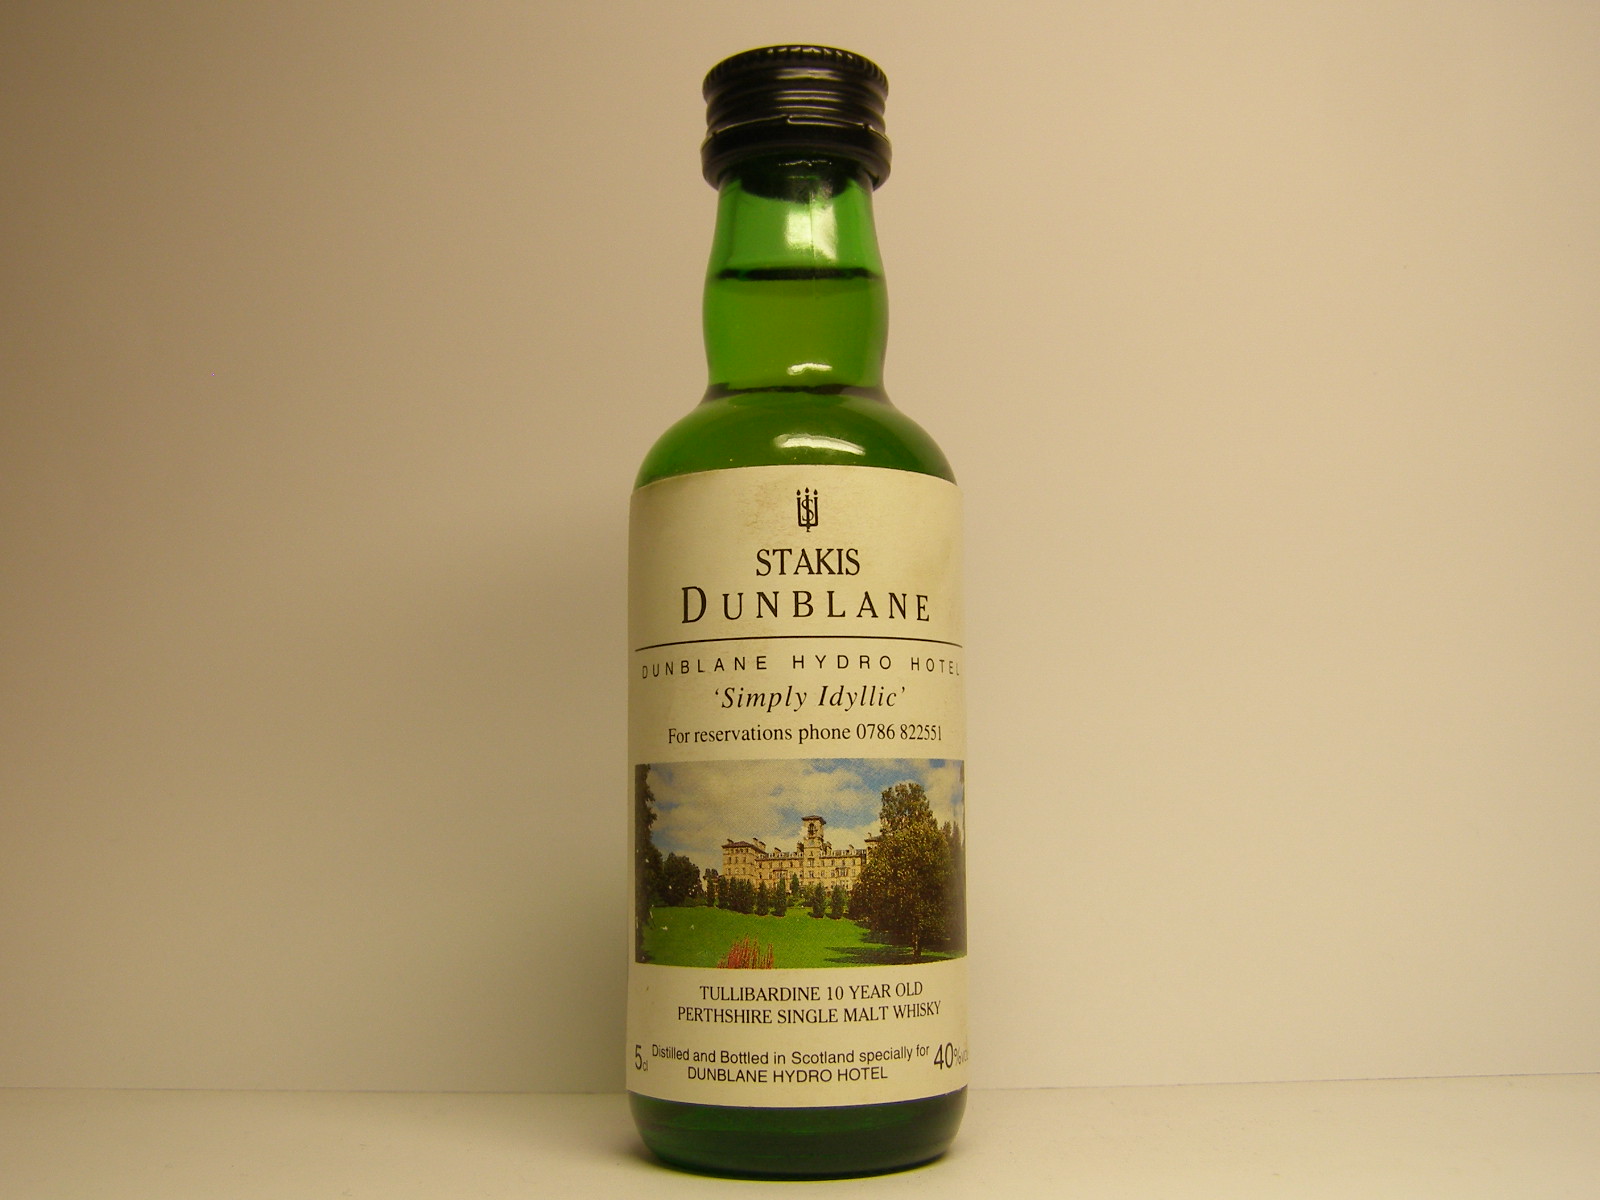 STAKIS
DUNBLANE
DUNBLANE HYDRO HOTEL
'Simply Idyllic'
For reservations phone 0786 822551
TULLIBARDINE 10 YEAR OLD
PERTHSHIRE SINGLE MALT WHISKY
5cl Distilled and Bottled in Scotland specially for 40%
DUNBLANE HYDRO HOTEL